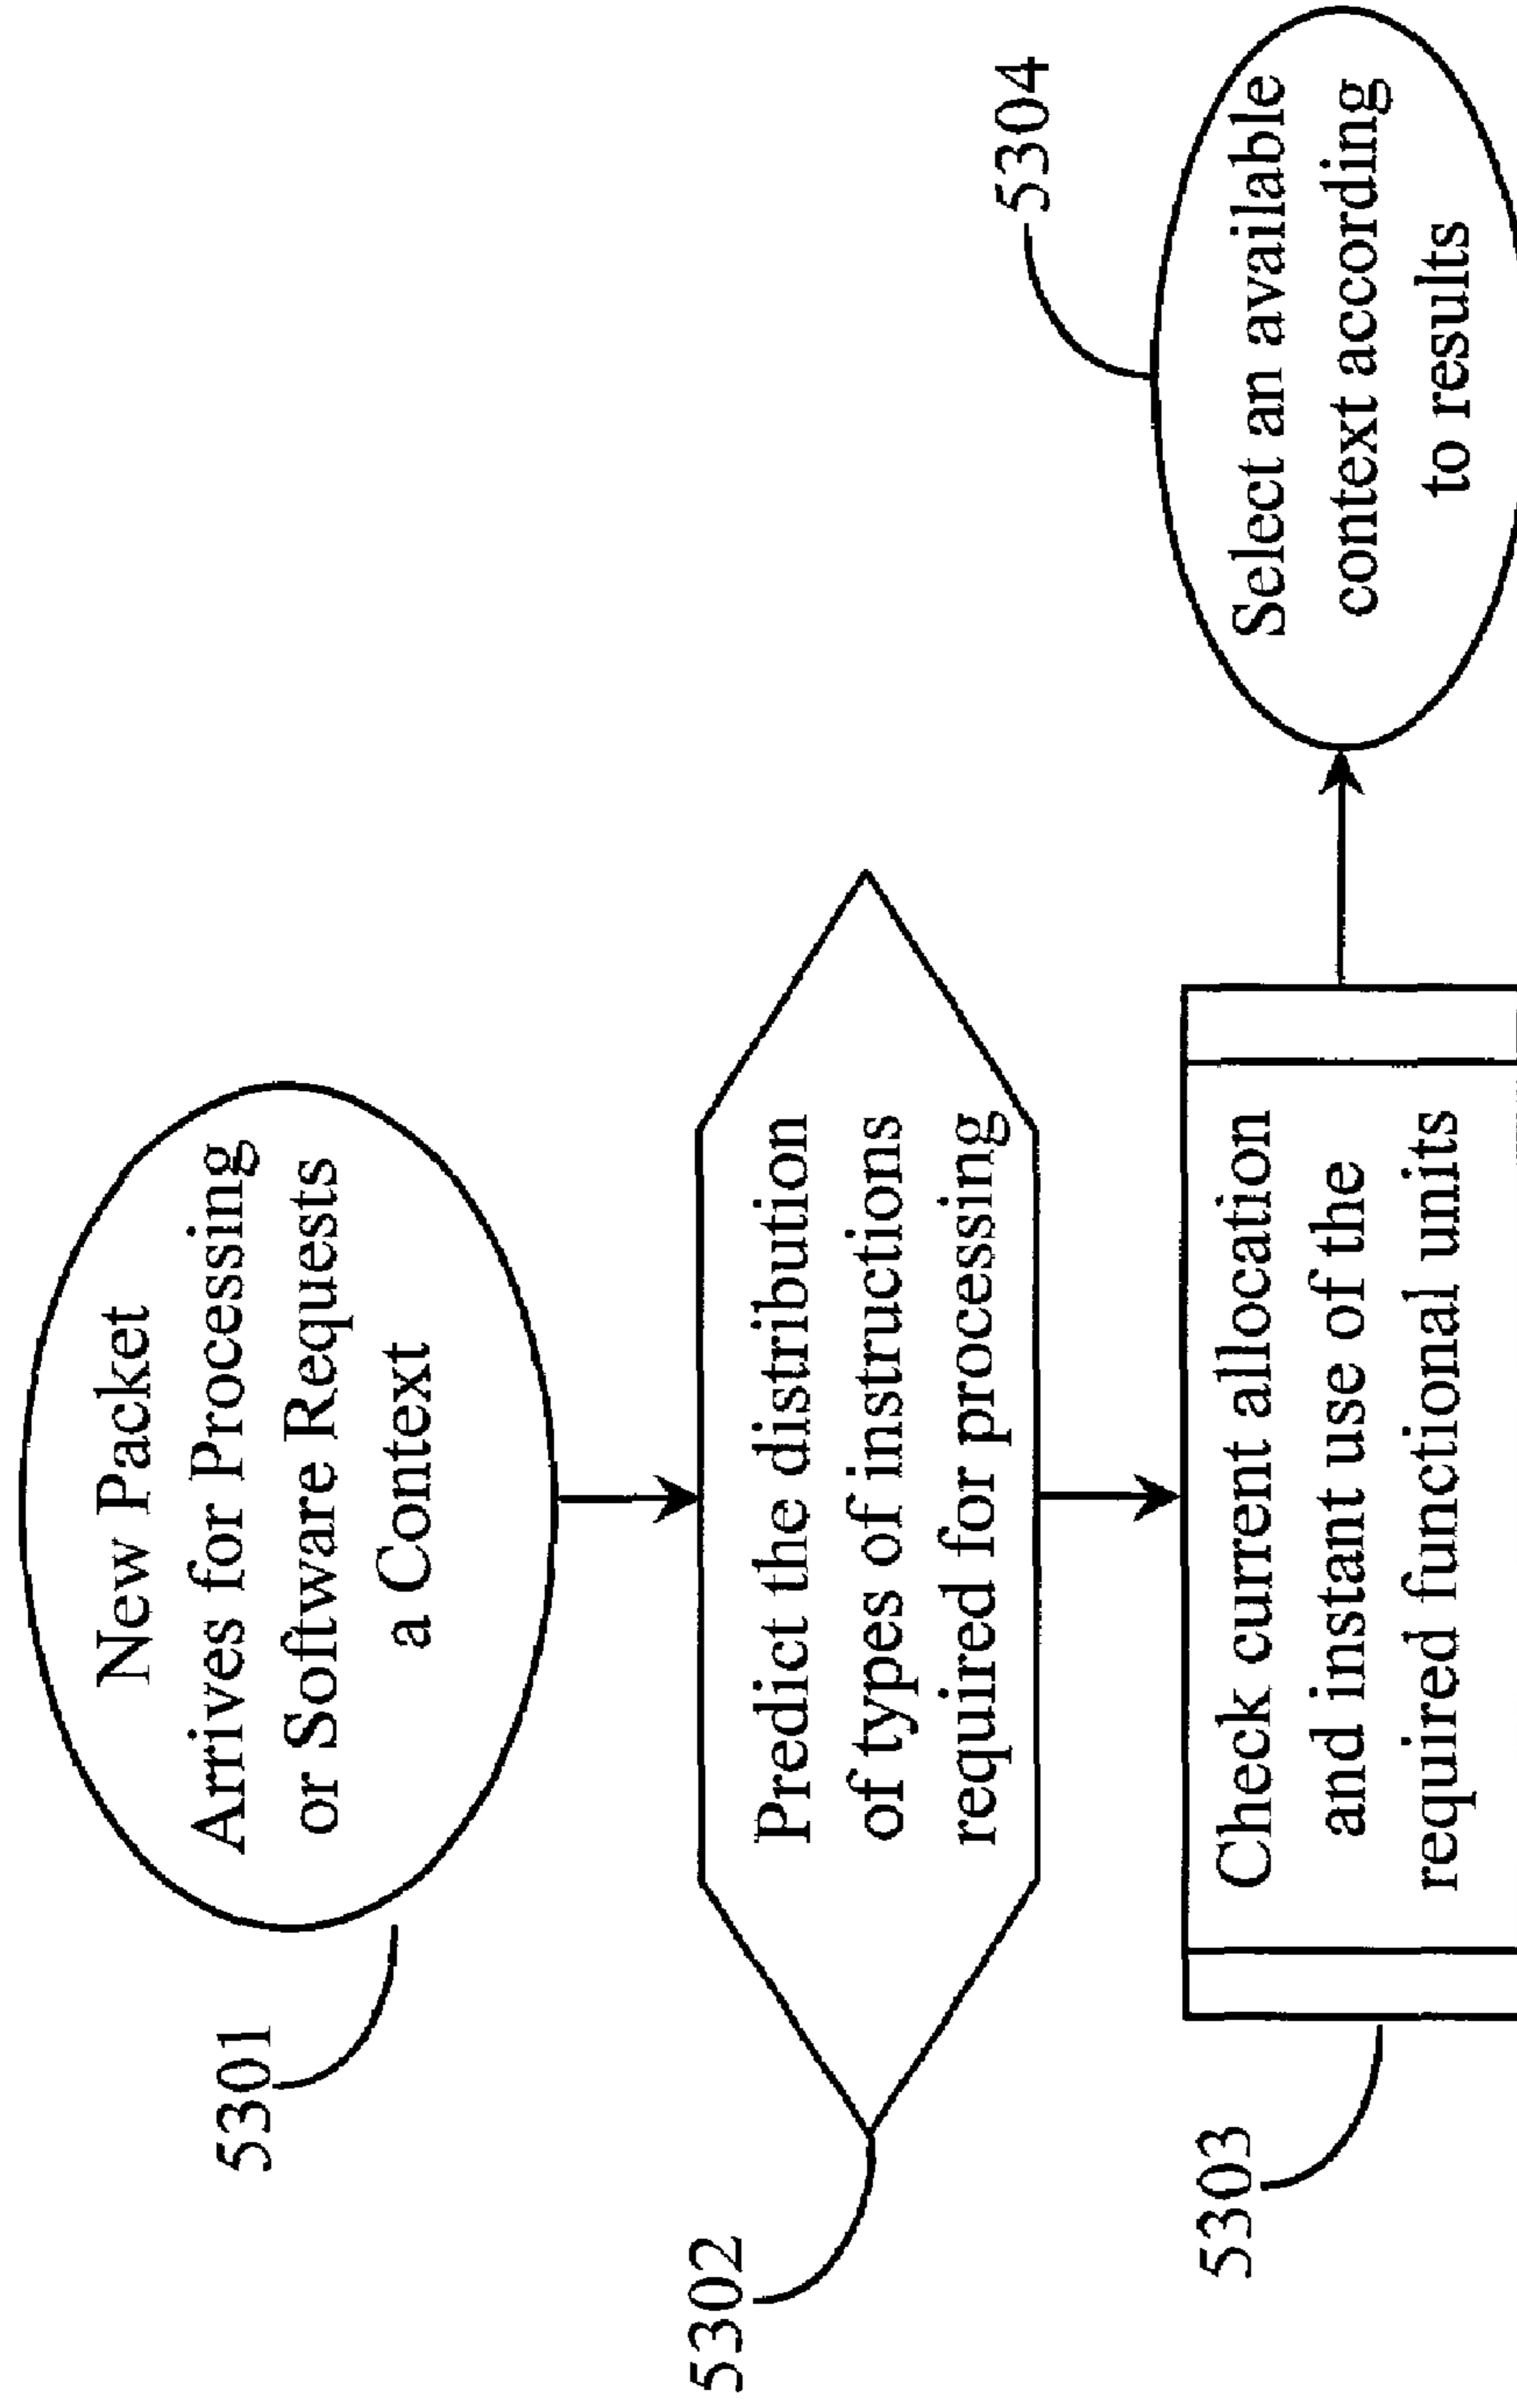 5301
New Packet
Arrives for Processing
or Software Requests
a Context
5302
Predict the distribution
of types of instructions
required for processing
5303
Check current allocation
and instant use of the
required functional units
5304
Select an available
context according
to results